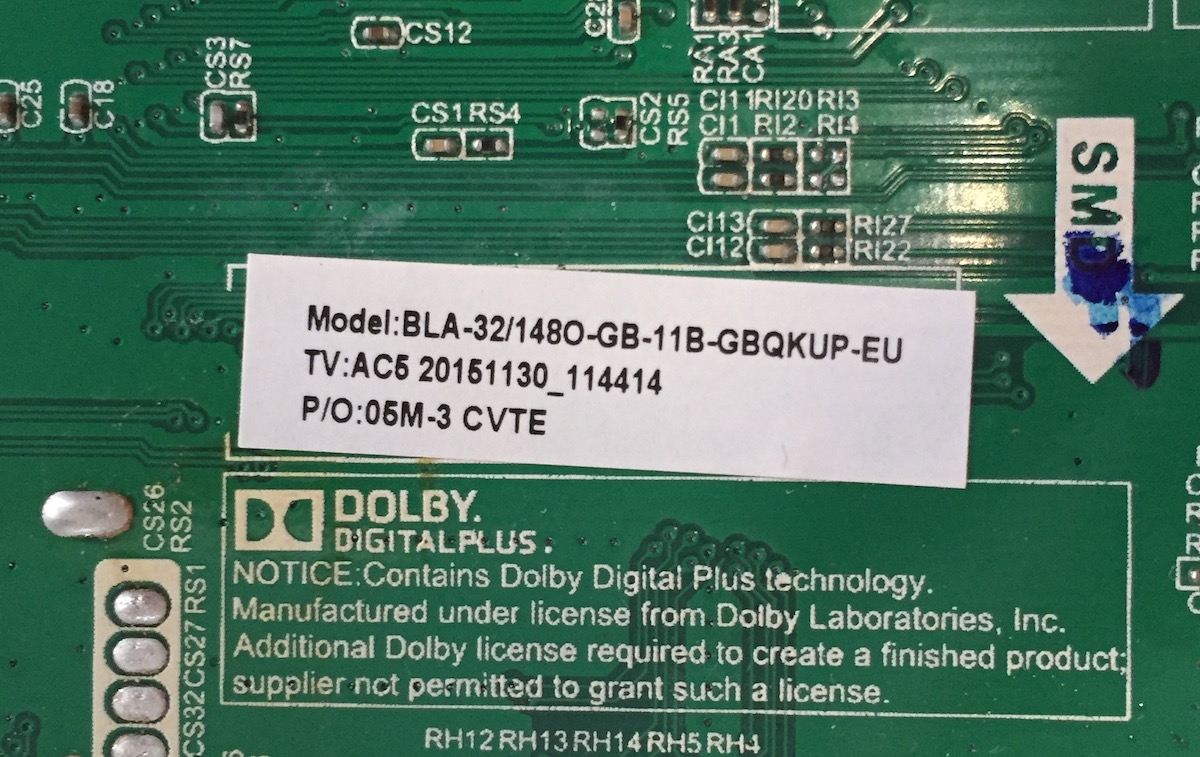 C2
CS12
RA1
RA3
CA1
CS3
RS7
C25
C18
CS1 RS4
CS2
RS5
CI11 RI20 RI3
CI1 RI2 RI4
SMD
CI13 RI27
CI12 RI22
Model:BLA-32/148O-GB-11B-GBQKUP-EU
TV:AC5 20151130_114414
P/O:05M-3 CVTE
CS26
RS2
DOLBY.
DIGITAL PLUS.
NOTICE:Contains Dolby Digital Plus technology.
Manufactured under license from Dolby Laboratories, Inc.
Additional Dolby license required to create a finished product;
supplier not permitted to grant such a license.
CS32 CS27 RS1
RH12 RH13 RH14 RH5 RH4